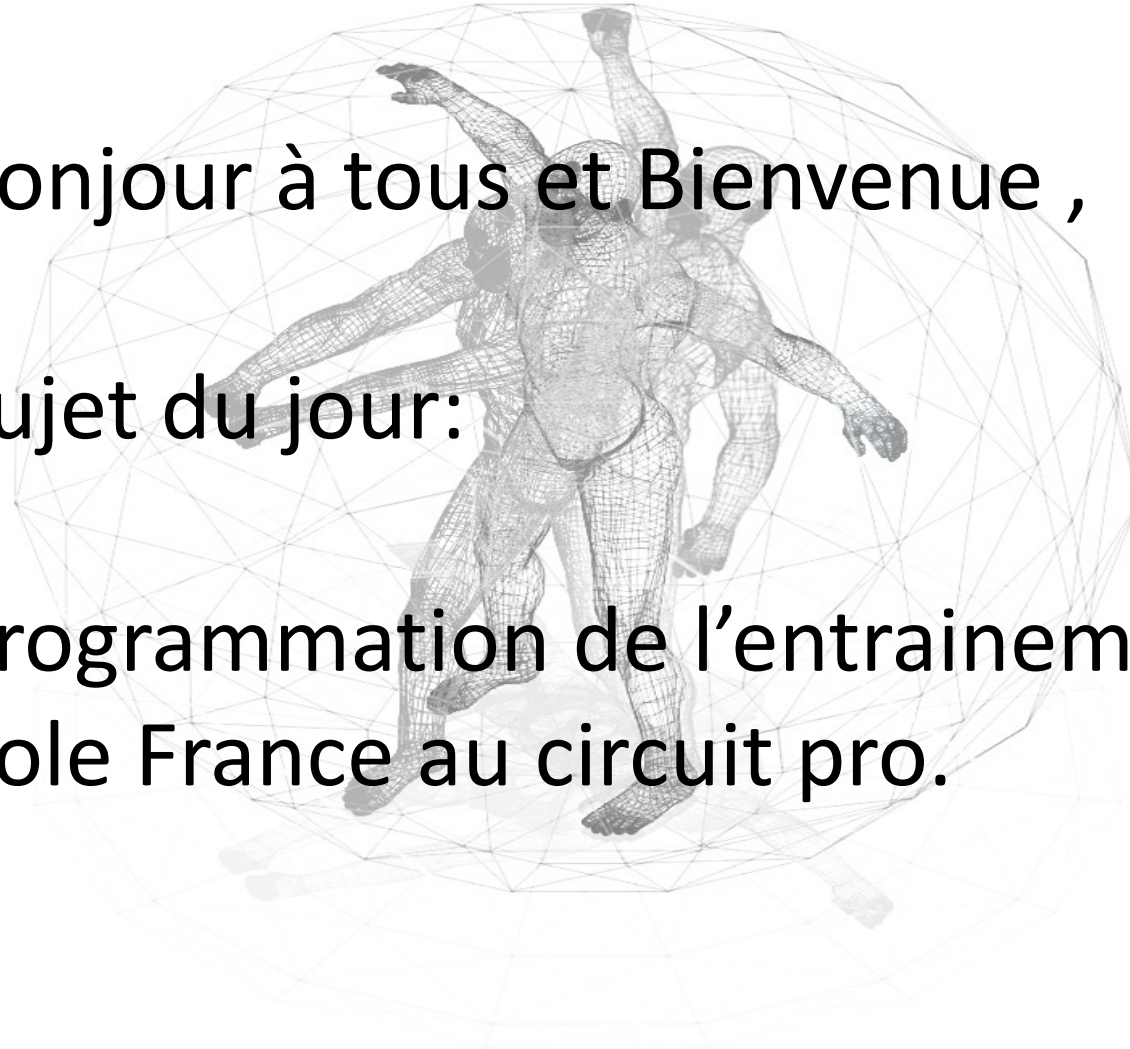 onjour à tous et Bienvenue ,
ujet du jour:
rogrammation de l’entrainem
ole France au circuit pro.